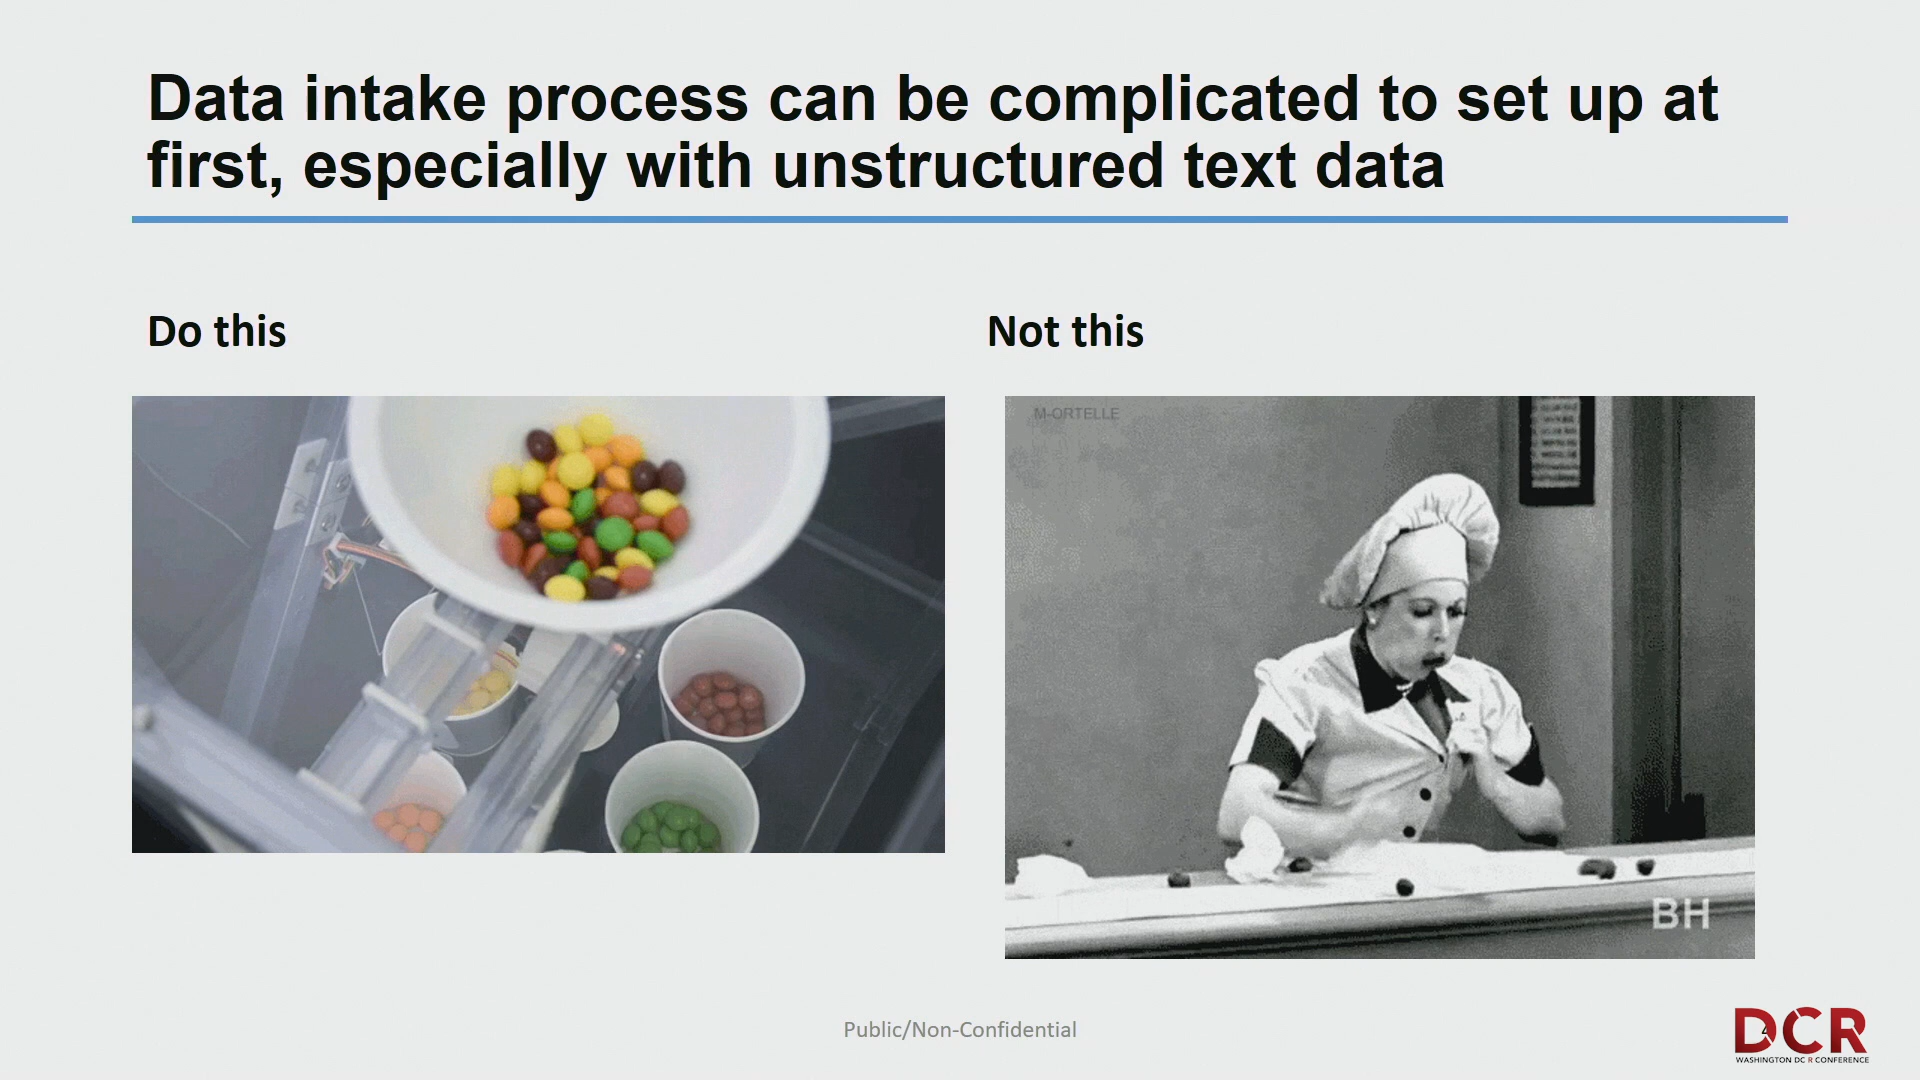 Data intake process can be complicated to set up at
first, especially with unstructured text data
Do this
Not this
M-ORTELLE
BH
Public/Non-Confidential
4
DCR
WASHINGTON DC R CONFERENCE